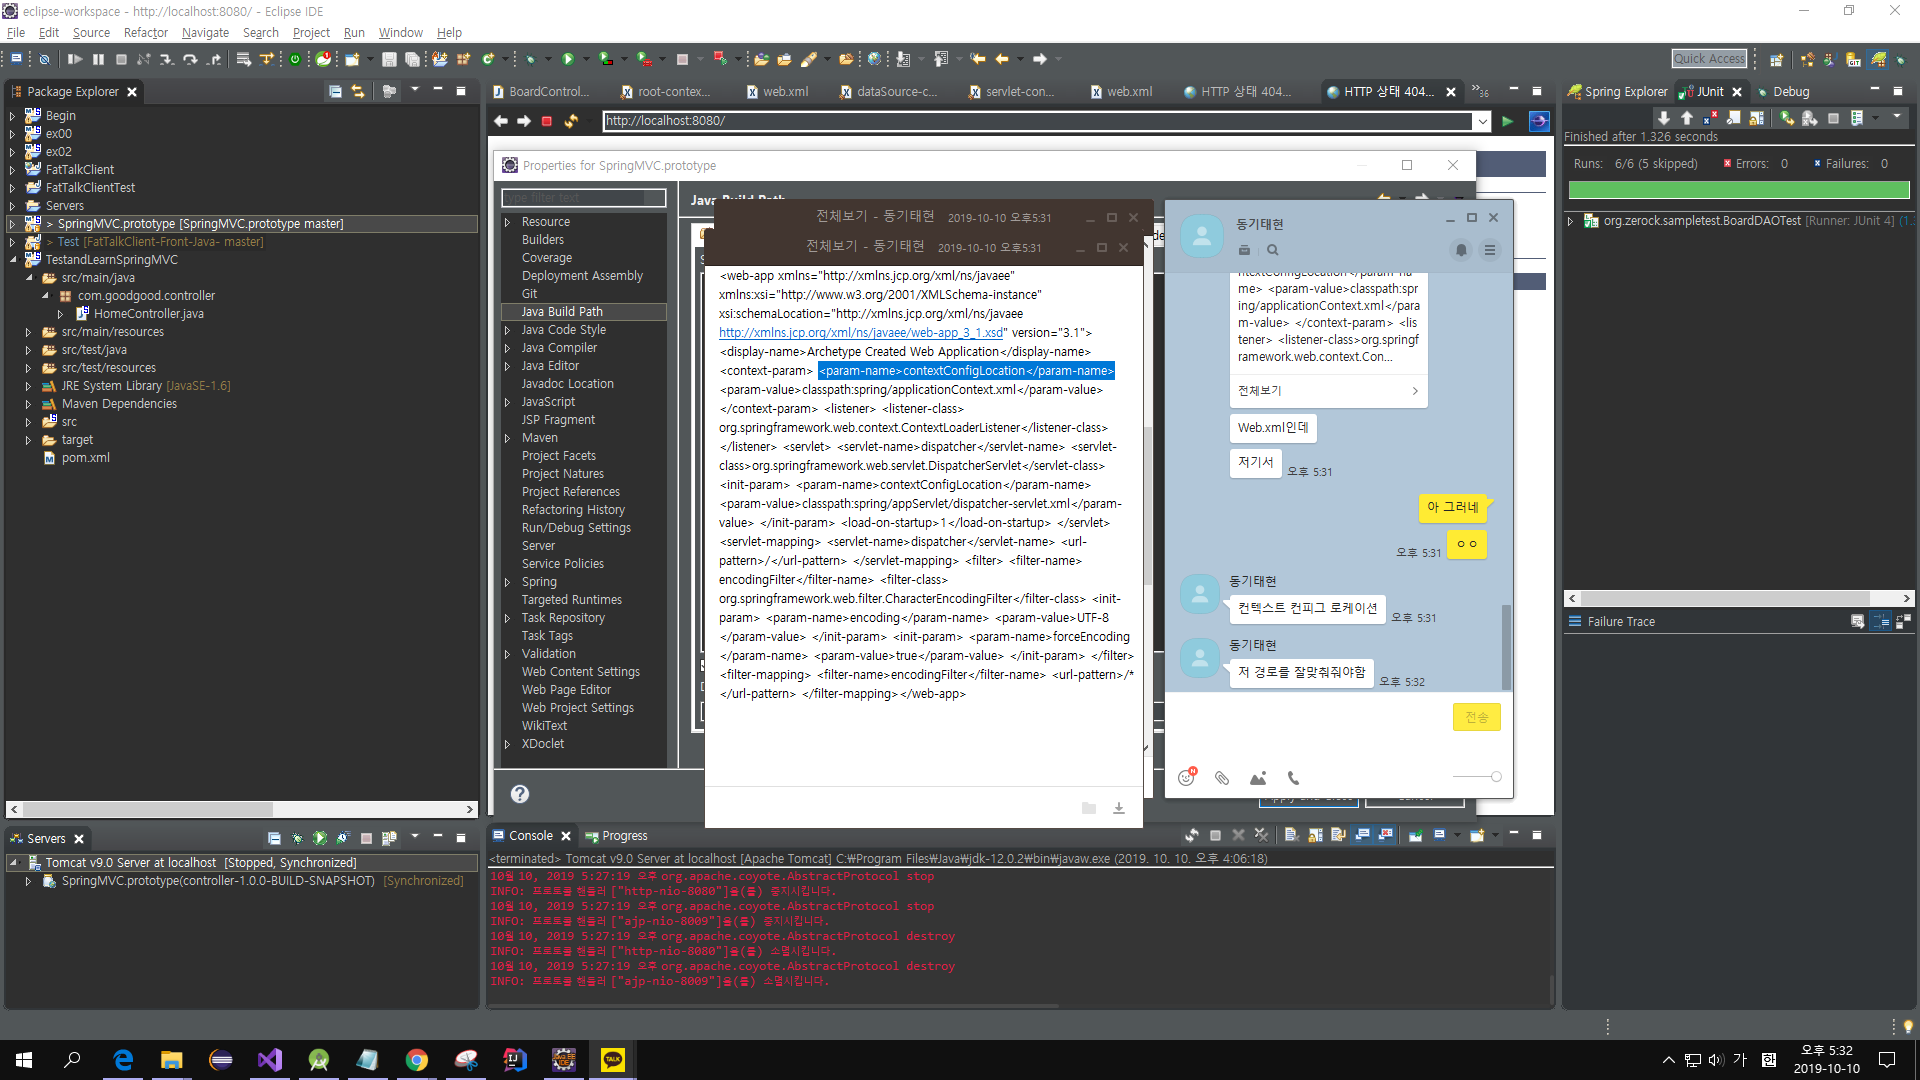 eclipse-workspace - http://localhost:8080/ - Eclipse IDE
File Edit Source Refactor Navigate Search Project Run Window Help
Quick Access
Package Explorer
Begin
ex00
ex02
FatTalkClient
FatTalkClientTest
Servers
> SpringMVC.prototype [SpringMVC.prototype master]
> Test [FatTalkClient-Front-Java- master]
TestandLearnSpringMVC
src/main/java
com.goodgood.controller
HomeController.java
src/main/resources
src/test/java
src/test/resources
JRE System Library [JavaSE-1.6]
Maven Dependencies
src
target
pom.xml
BoardControl...
root-contex...
web.xml
dataSource-c...
servlet-con...
web.xml
HTTP 상태 404...
HTTP 상태 404...
36
http://localhost:8080/
Properties for SpringMVC.prototype
type filter text
Resource
Builders
Coverage
Deployment Assembly
Git
Java Build Path
Java Code Style
Java Compiler
Java Editor
Javadoc Location
JavaScript
JSP Fragment
Maven
Project Facets
Project Natures
Project References
Refactoring History
Run/Debug Settings
Server
Service Policies
Spring
Targeted Runtimes
Task Repository
Task Tags
Validation
Web Content Settings
Web Page Editor
Web Project Settings
WikiText
XDoclet
Java Build Path
전체보기 - 동기태현 2019-10-10 오후5:31
전체보기 - 동기태현 2019-10-10 오후5:31
<web-app xmlns="http://xmlns.jcp.org/xml/ns/javaee"
xmlns:xsi="http://www.w3.org/2001/XMLSchema-instance"
xsi:schemaLocation="http://xmlns.jcp.org/xml/ns/javaee
http://xmlns.jcp.org/xml/ns/javaee/web-app_3_1.xsd" version="3.1">
<display-name>Archetype Created Web Application</display-name>
<context-param> <param-name>contextConfigLocation</param-name>
<param-value>classpath:spring/applicationContext.xml</param-value>
</context-param> <listener> <listener-class>
org.springframework.web.context.ContextLoaderListener</listener-class>
</listener> <servlet> <servlet-name>dispatcher</servlet-name> <servlet-
class>org.springframework.web.servlet.DispatcherServlet</servlet-class>
<init-param> <param-name>contextConfigLocation</param-name>
<param-value>classpath:spring/appServlet/dispatcher-servlet.xml</param-
value> </init-param> <load-on-startup>1</load-on-startup> </servlet>
<servlet-mapping> <servlet-name>dispatcher</servlet-name> <url-
pattern>/</url-pattern> </servlet-mapping> <filter> <filter-name>
encodingFilter</filter-name> <filter-class>
org.springframework.web.filter.CharacterEncodingFilter</filter-class> <init-
param> <param-name>encoding</param-name> <param-value>UTF-8
</param-value> </init-param> <init-param> <param-name>forceEncoding
</param-name> <param-value>true</param-value> </init-param> </filter>
<filter-mapping> <filter-name>encodingFilter</filter-name> <url-pattern>/*
</url-pattern> </filter-mapping></web-app>
동기태현
ntextConfigLocation</param-na
me> <param-value>classpath:spr
ing/applicationContext.xml</para
m-value> </context-param> <lis
tener> <listener-class>org.springf
ramework.web.context.Con...
전체보기
Web.xml인데
저기서 오후 5:31
아 그러네
오후 5:31 ㅇㅇ
동기태현
컨텍스트 컨피그 로케이션 오후 5:31
동기태현
저 경로를 잘맞춰줘야함 오후 5:32
전송
N
Apply and Close Cancel
Spring Explorer JUnit Debug
Finished after 1.326 seconds
Runs: 6/6 (5 skipped) Errors: 0 Failures: 0
org.zerock.sampletest.BoardDAOTest [Runner: JUnit 4] (1.
Failure Trace
Servers
Tomcat v9.0 Server at localhost [Stopped, Synchronized]
SpringMVC.prototype(controller-1.0.0-BUILD-SNAPSHOT) [Synchronized]
Console Progress
<terminated> Tomcat v9.0 Server at localhost [Apache Tomcat] C:₩Program Files₩Java₩jdk-12.0.2₩bin₩javaw.exe (2019. 10. 10. 오후 4:06:18)
10월 10, 2019 5:27:19 오후 org.apache.coyote.AbstractProtocol stop
INFO: 프로토콜 핸들러 ["http-nio-8080"]을(를) 중지시킵니다.
10월 10, 2019 5:27:19 오후 org.apache.coyote.AbstractProtocol stop
INFO: 프로토콜 핸들러 ["ajp-nio-8009"]을(를) 중지시킵니다.
10월 10, 2019 5:27:19 오후 org.apache.coyote.AbstractProtocol destroy
INFO: 프로토콜 핸들러 ["http-nio-8080"]을(를) 소멸시킵니다.
10월 10, 2019 5:27:19 오후 org.apache.coyote.AbstractProtocol destroy
INFO: 프로토콜 핸들러 ["ajp-nio-8009"]을(를) 소멸시킵니다.
TALK
가
한
오후 5:32
2019-10-10